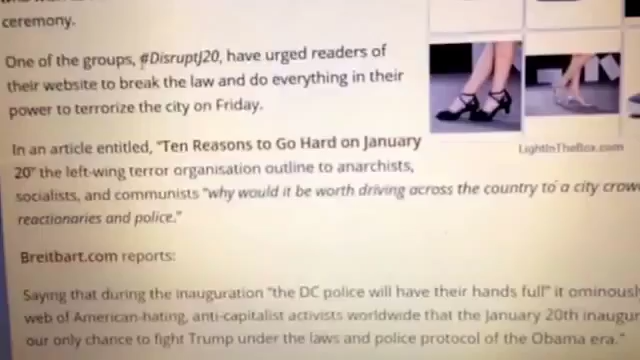 ceremony.
One of the groups, #DisruptJ20, have urged readers of
their website to break the law and do everything in their
power to terrorize the city on Friday.
LightInTheBox.com
In an article entitled, "Ten Reasons to Go Hard on January
20" the left-wing terror organisation outline to anarchists,
socialists, and communists "why would it be worth driving across the country to a city crow
reactionaries and police."
Breitbart.com reports:
Saying that during the inauguration "the DC police will have their hands full" it ominously
web of American-hating, anti-capitalist activists worldwide that the January 20th inaugur
our only chance to fight Trump under the laws and police protocol of the Obama era."